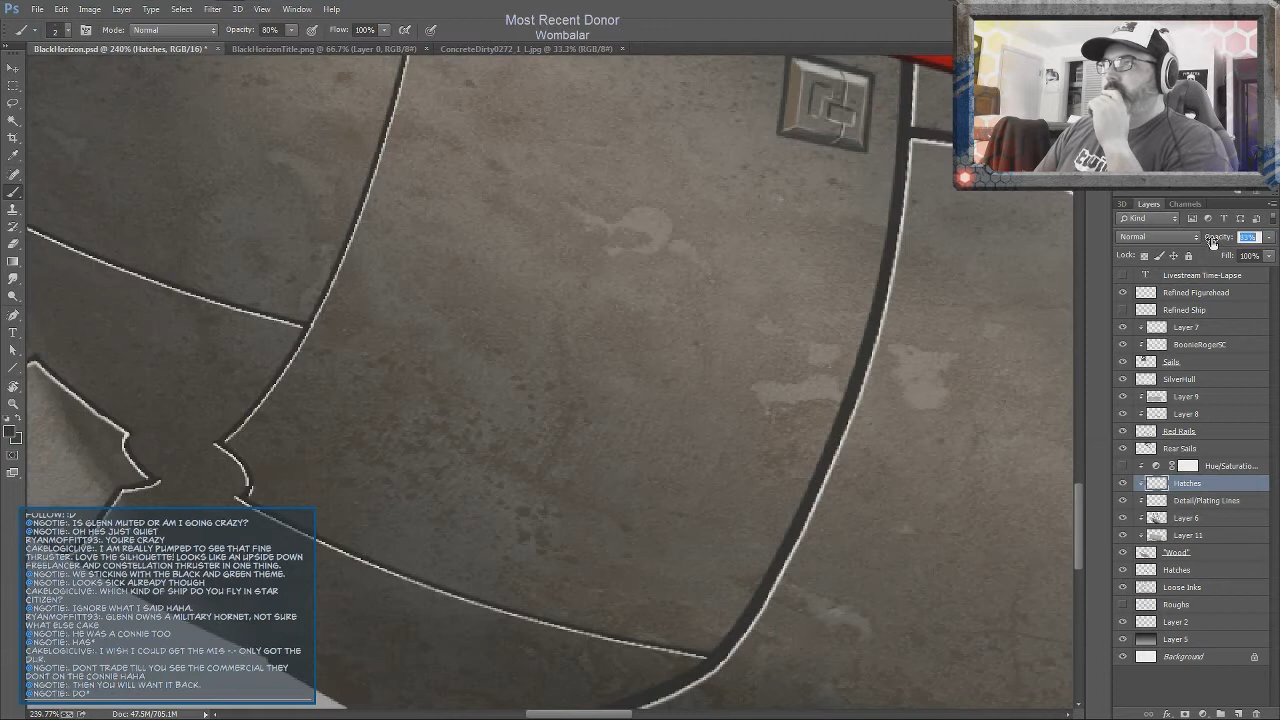 Ps File Edit Image Layer Type Select Filter 3D View Window Help
2 Mode: Normal Opacity: 80% Flow: 100%
Most Recent Donor
Wombalar
BlackHorizon.psd @ 240% (Hatches, RGB/16) * ×
BlackHorizonTitle.png @ 66.7% (Layer 0, RGB/8#) ×
ConcreteDirty0272_1_L.jpg @ 33.3% (RGB/8#) ×
3D Layers Channels
Kind
Normal Opacity:
Lock: Fill: 100%
Livestream Time-Lapse
Refined Figurehead
Refined Ship
Layer 7
BoonieRogerSC
Sails
SilverHull
Layer 9
Layer 8
Red Rails
Rear Sails
Hue/Saturatio...
Hatches
Detail/Plating Lines
Layer 6
Layer 11
"Wood"
Hatches
Loose Inks
Roughs
Layer 2
Layer 5
Background
FOLLOW! :D
@NGOTIE:. IS GLENN MUTED OR AM I GOING CRAZY?
@NGOTIE:. OH HES JUST QUIET
RYANMOFFITT93:. YOURE CRAZY
CAKELOGICLIVE:. I AM REALLY PUMPED TO SEE THAT FINE
THRUSTER. LOVE THE SILHOUETTE! LOOKS LIKE AN UPSIDE DOWN
FREELANCER AND CONSTELLATION THRUSTER IN ONE THING.
@NGOTIE:. WE STICKING WITH THE BLACK AND GREEN THEME.
@NGOTIE:. LOOKS SICK ALREADY THOUGH
CAKELOGICLIVE:. WHICH KIND OF SHIP DO YOU FLY IN STAR
CITIZEN?
@NGOTIE:. IGNORE WHAT I SAID HAHA.
RYANMOFFITT93:. GLENN OWNS A MILITARY HORNET, NOT SURE
WHAT ELSE CAKE
@NGOTIE:. HE WAS A CONNIE TOO
@NGOTIE:. HAS*
CAKELOGICLIVE:. I WISH I COULD GET THE MIS -.- ONLY GOT THE
DLR.
@NGOTIE:. DONT TRADE TILL YOU SEE THE COMMERCIAL THEY
DONT ON THE CONNIE HAHA
@NGOTIE:. THEN YOU WILL WANT IT BACK.
@NGOTIE:. DO*
239.77% Doc: 47.5M/705.1M